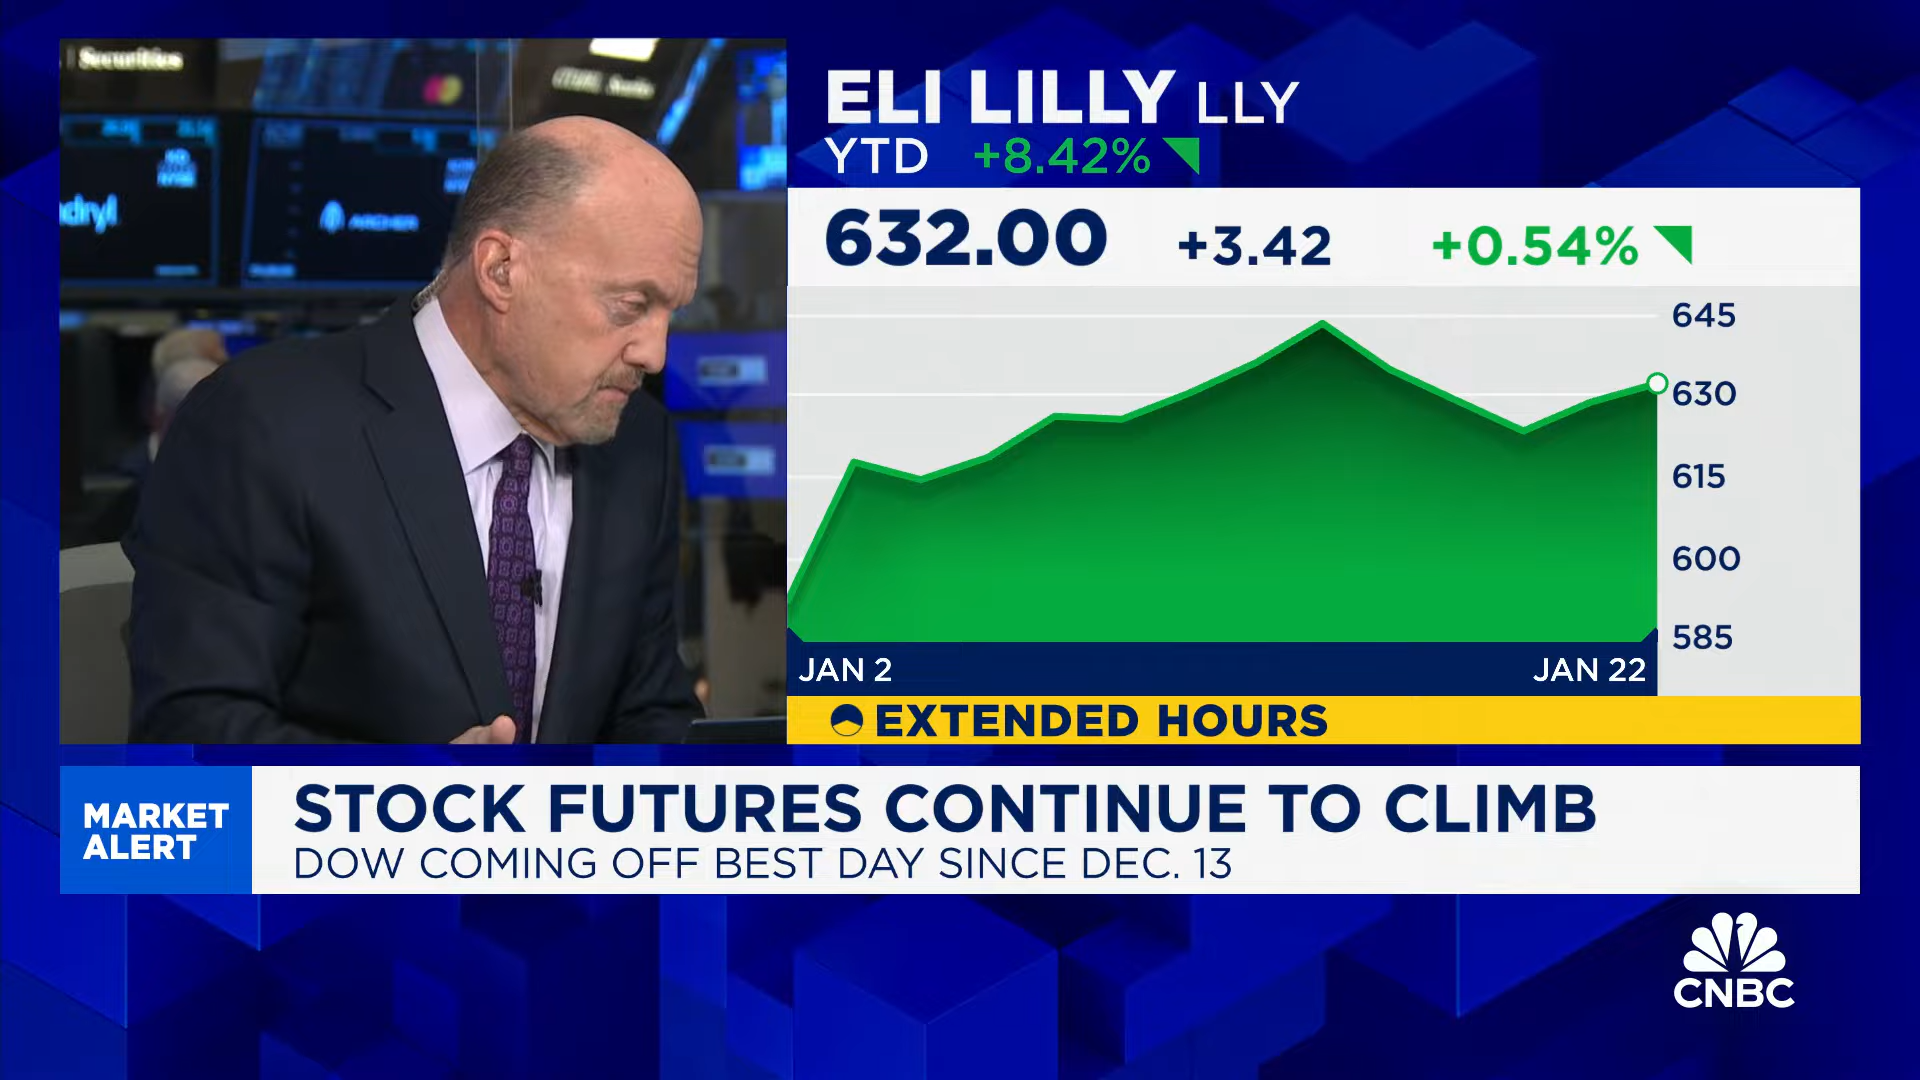 Securities
ARCHER
ELI LILLY LLY
YTD +8.42%
632.00 +3.42 +0.54%
645
630
615
600
585
JAN 2 JAN 22
EXTENDED HOURS
MARKET
ALERT
STOCK FUTURES CONTINUE TO CLIMB
DOW COMING OFF BEST DAY SINCE DEC. 13
CNBC